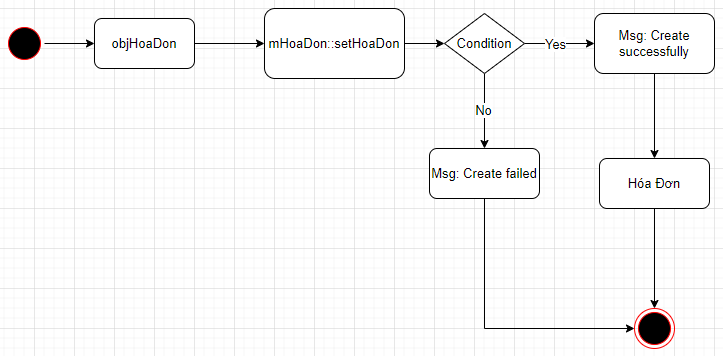 objHoaDon
mHoaDon::setHoaDon
Condition
Yes
Msg: Create
successfully
No
Msg: Create failed
Hóa Đơn